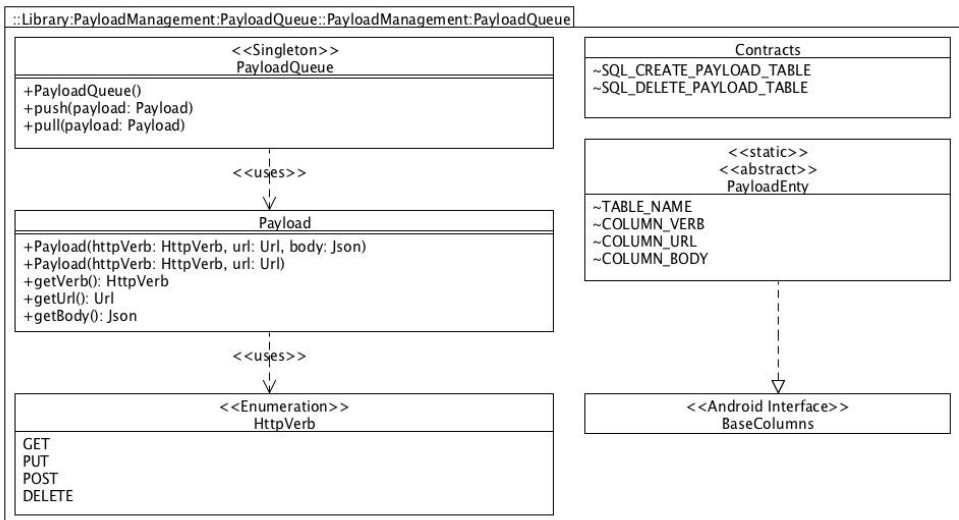 ::Library:PayloadManagement:PayloadQueue::PayloadManagement:PayloadQueue
<<Singleton>>
PayloadQueue
+PayloadQueue()
+push(payload: Payload)
+pull(payload: Payload)
<<uses>>
Payload
+Payload(httpVerb: HttpVerb, url: Url, body: Json)
+Payload(httpVerb: HttpVerb, url: Url)
+getVerb(): HttpVerb
+getUrl(): Url
+getBody(): Json
<<uses>>
<<Enumeration>>
HttpVerb
GET
PUT
POST
DELETE
Contracts
~SQL_CREATE_PAYLOAD_TABLE
~SQL_DELETE_PAYLOAD_TABLE
<<static>>
<<abstract>>
PayloadEnty
~TABLE_NAME
~COLUMN_VERB
~COLUMN_URL
~COLUMN_BODY
<<Android Interface>>
BaseColumns